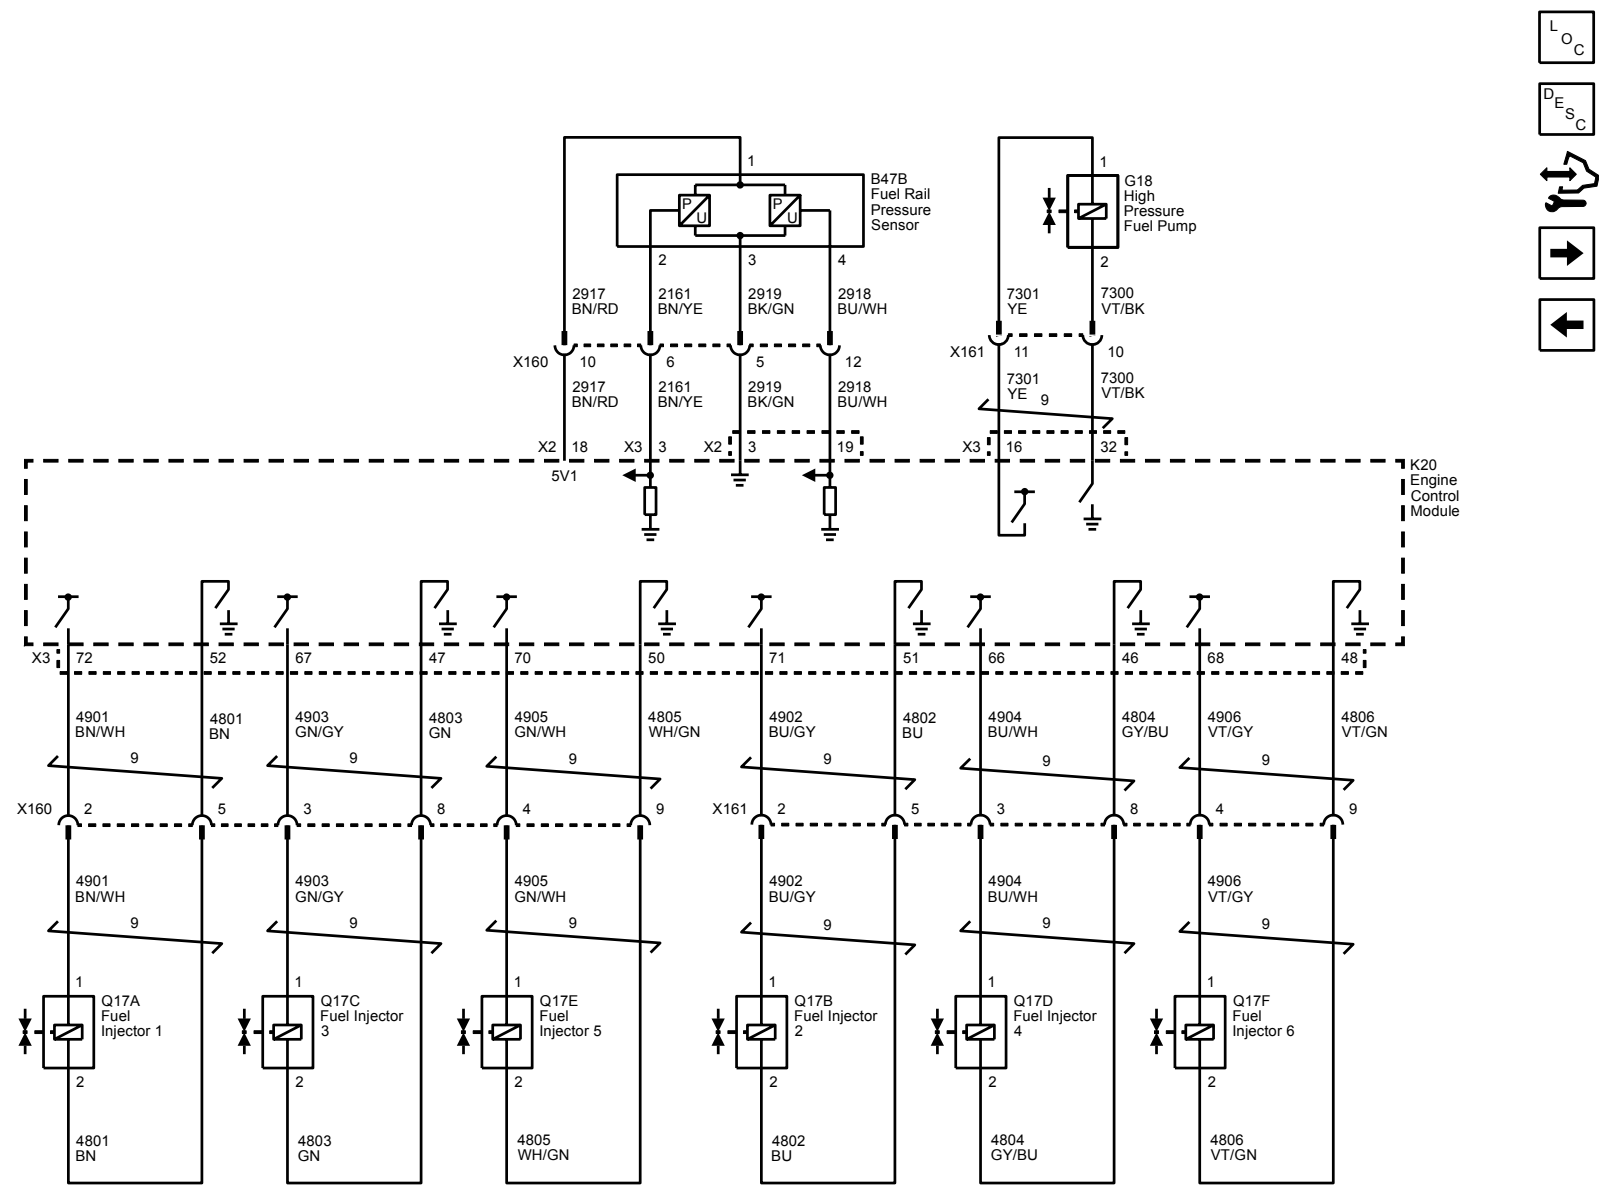 L
O
C
D
E
S
C
1
B47B
Fuel Rail
Pressure
Sensor
P
U
P
U
2
3
4
1
G18
High
Pressure
Fuel Pump
2
2917
BN/RD
2161
BN/YE
2919
BK/GN
2918
BU/WH
7301
YE
7300
VT/BK
X160
10
6
5
12
X161
11
10
2917
BN/RD
2161
BN/YE
2919
BK/GN
2918
BU/WH
7301
YE
7300
VT/BK
9
X2
18
X3
3
X2
3
19
X3
16
32
5V1
K20
Engine
Control
Module
X3
72
52
67
47
70
50
71
51
66
46
68
48
4901
BN/WH
4801
BN
4903
GN/GY
4803
GN
4905
GN/WH
4805
WH/GN
4902
BU/GY
4802
BU
4904
BU/WH
4804
GY/BU
4906
VT/GY
4806
VT/GN
9
9
9
9
9
9
X160
2
5
3
8
4
9
X161
2
5
3
8
4
9
4901
BN/WH
4903
GN/GY
4905
GN/WH
4902
BU/GY
4904
BU/WH
4906
VT/GY
9
9
9
9
9
9
1
Q17A
Fuel
Injector 1
2
1
Q17C
Fuel Injector
3
2
1
Q17E
Fuel
Injector 5
2
1
Q17B
Fuel Injector
2
2
1
Q17D
Fuel Injector
4
2
1
Q17F
Fuel
Injector 6
2
4801
BN
4803
GN
4805
WH/GN
4802
BU
4804
GY/BU
4806
VT/GN